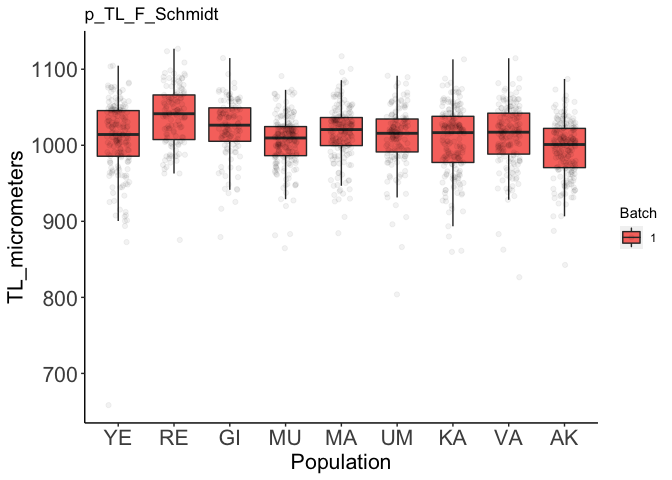 p_TL_F_Schmidt
1100
1000
900
800
700
TL_micrometers
YE RE GI MU MA UM KA VA AK
Population
Batch
1